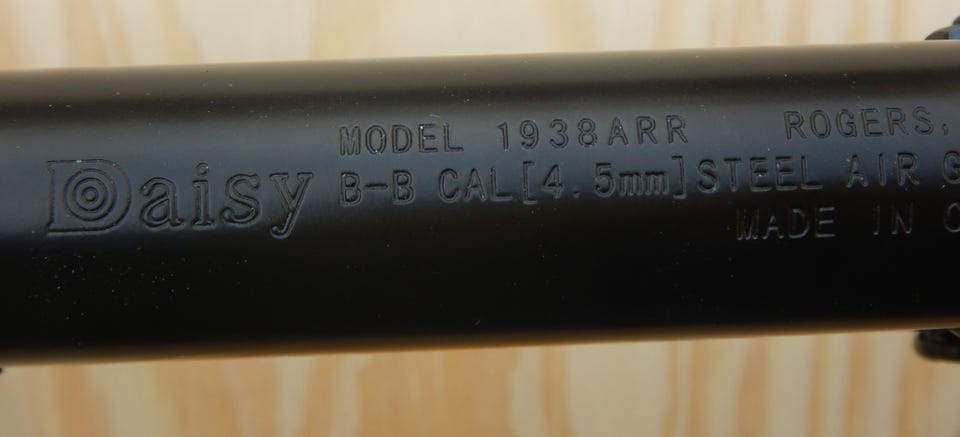 Daisy
MODEL 1938ARR ROGERS,
B-B CAL[4.5mm]STEEL AIR
MADE IN